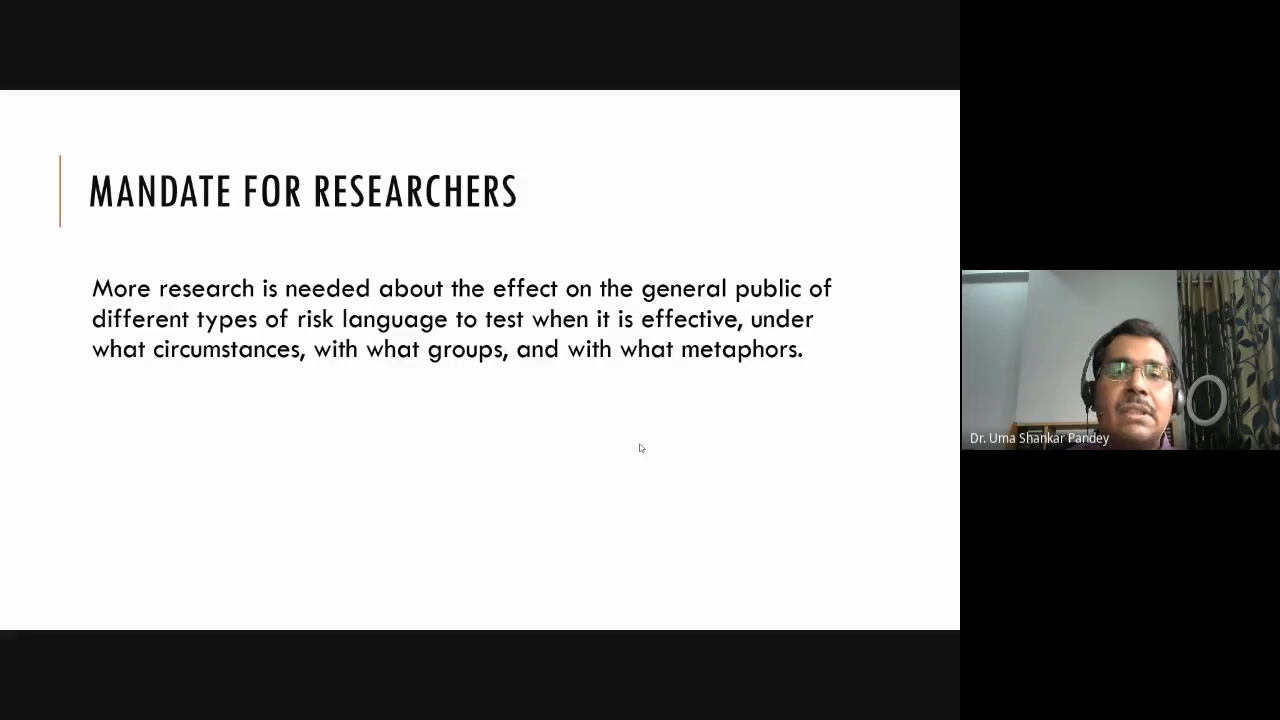 MANDATE FOR RESEARCHERS
More research is needed about the effect on the general public of
different types of risk language to test when it is effective, under
what circumstances, with what groups, and with what metaphors.
Dr. Uma Shankar Pandey